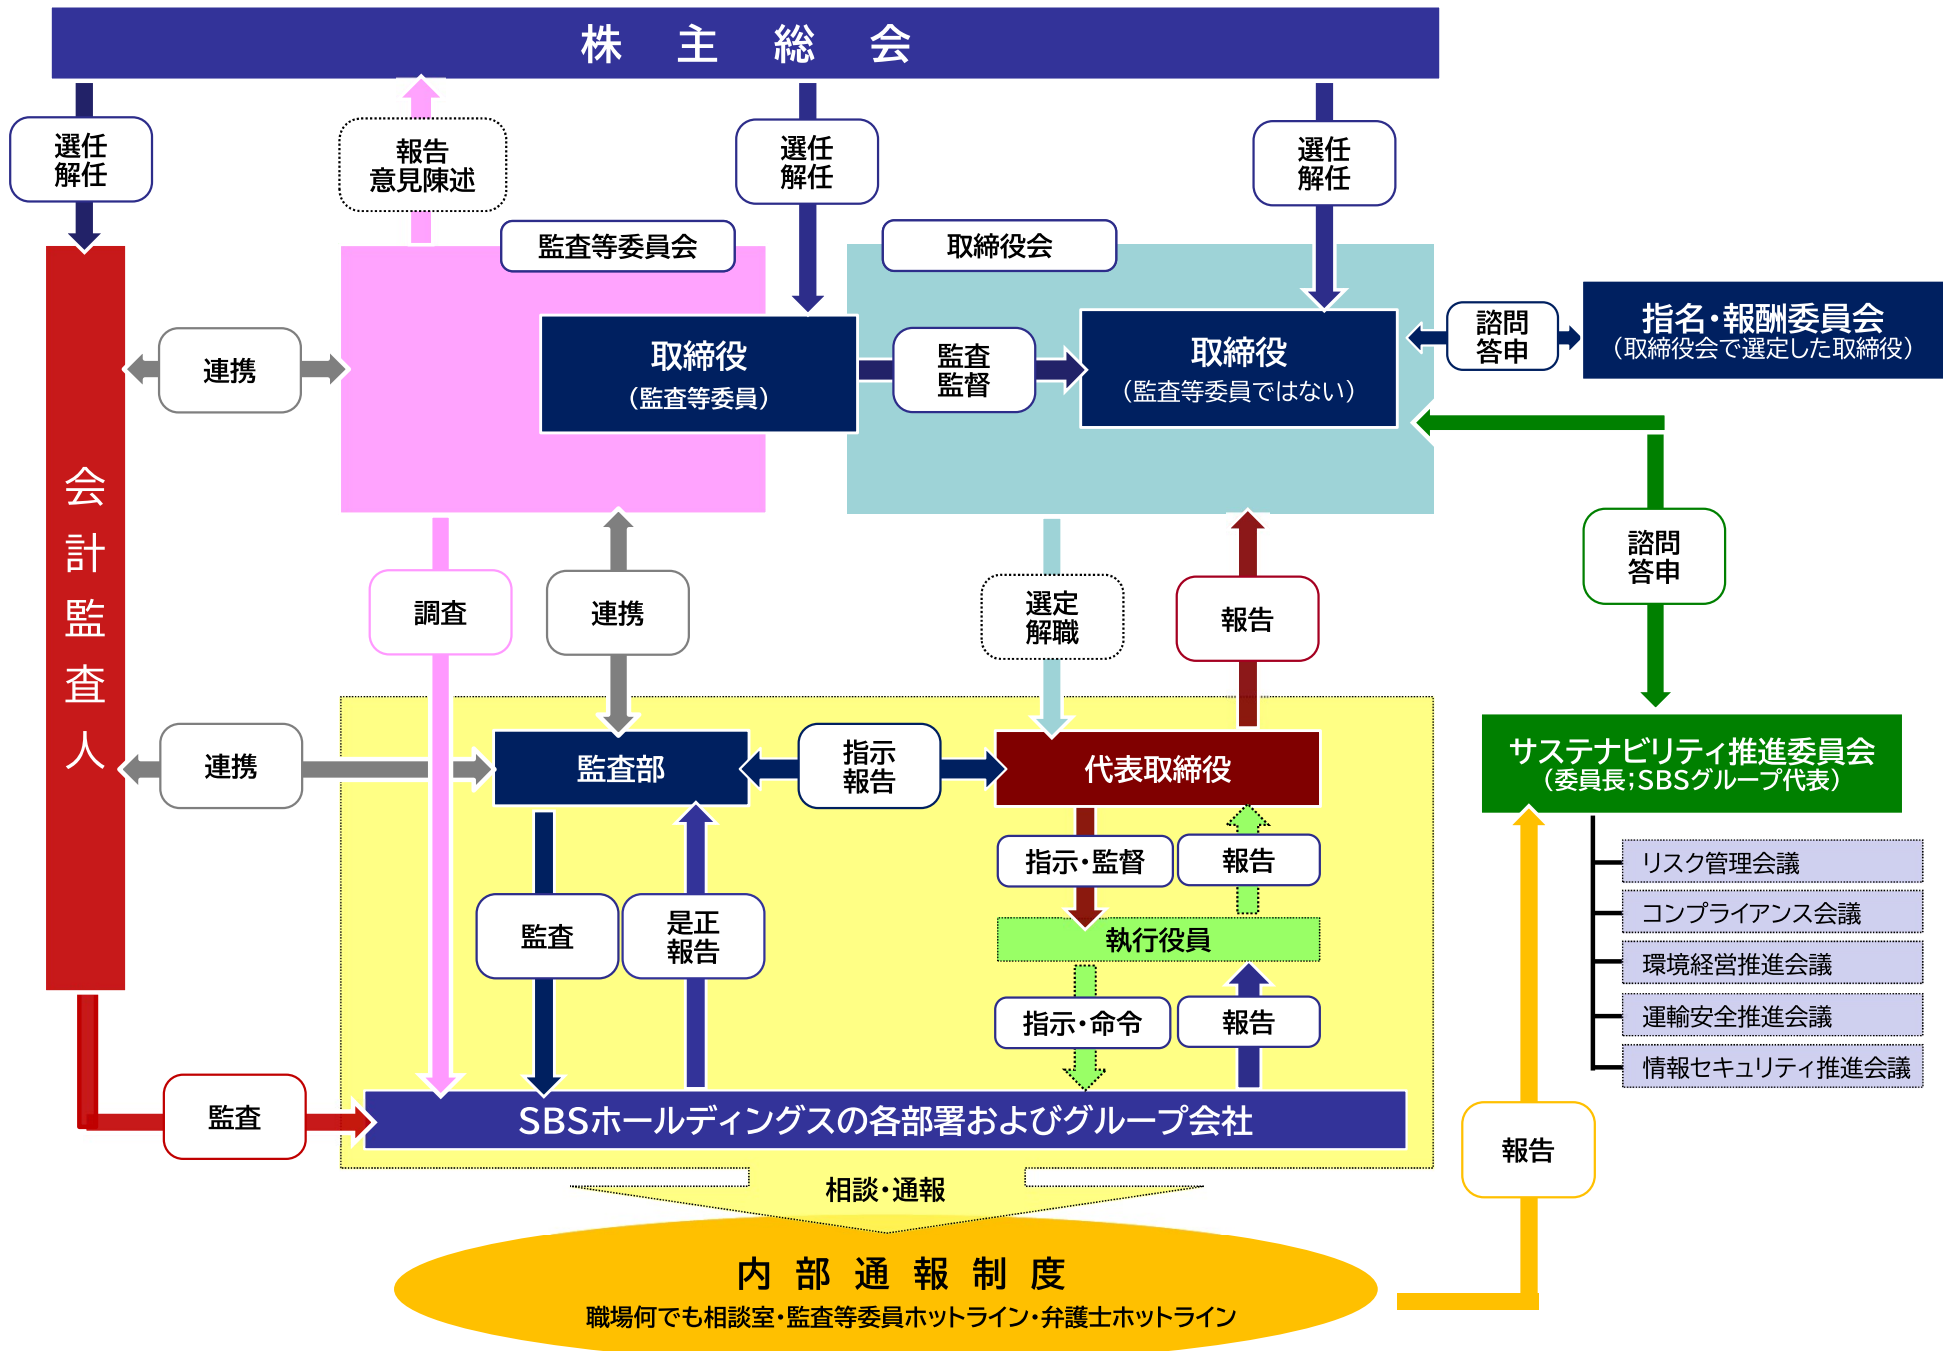 株主総会
選任
解任
報告
意見陳述
選任
解任
選任
解任
監査等委員会
取締役会
連携
取締役
（監査等委員）
監査
監督
取締役
（監査等委員ではない）
諮問
答申
指名・報酬委員会
（取締役会で選定した取締役）
会計監査人
調査
連携
選定
解職
報告
諮問
答申
連携
監査部
指示
報告
代表取締役
サステナビリティ推進委員会
（委員長；SBSグループ代表）
指示・監督
報告
監査
是正
報告
執行役員
指示・命令
報告
リスク管理会議
コンプライアンス会議
環境経営推進会議
運輸安全推進会議
情報セキュリティ推進会議
監査
SBSホールディングスの各部署およびグループ会社
報告
相談・通報
内部通報制度
職場何でも相談室・監査等委員ホットライン・弁護士ホットライン